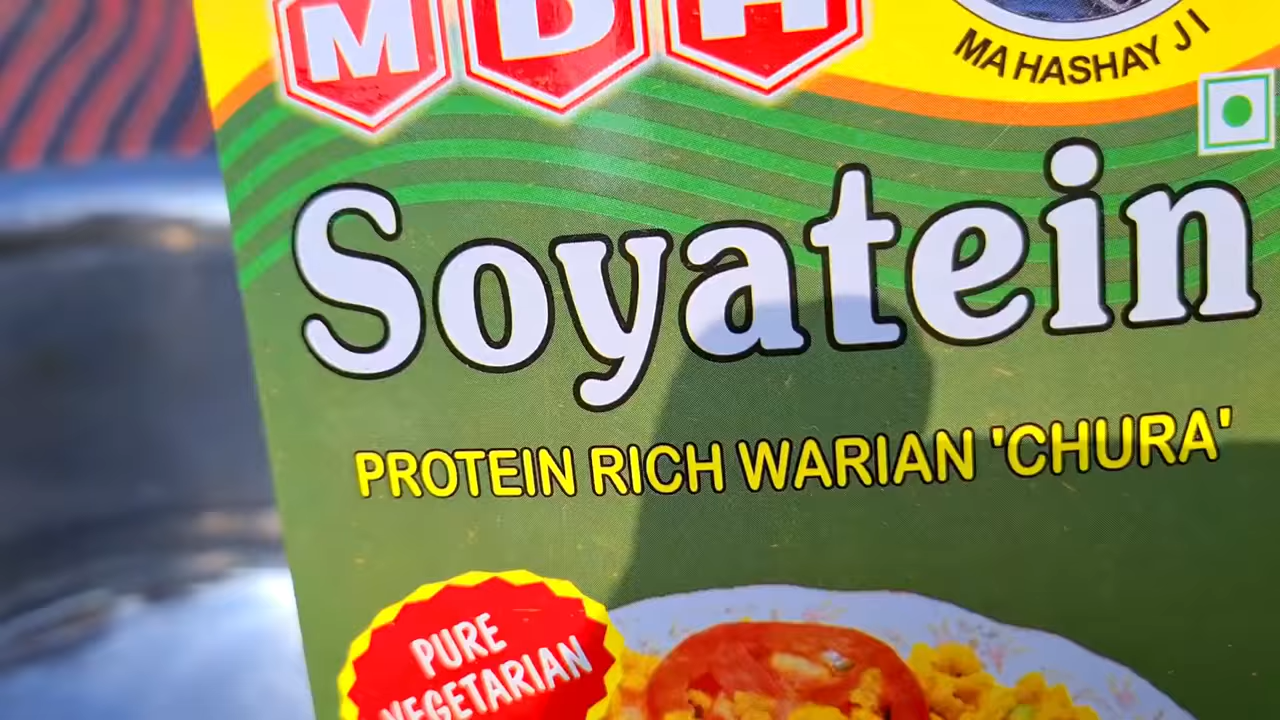 MDH
MAHASHAY JI
Soyatein
PROTEIN RICH WARIAN 'CHURA'
PURE
VEGETARIAN